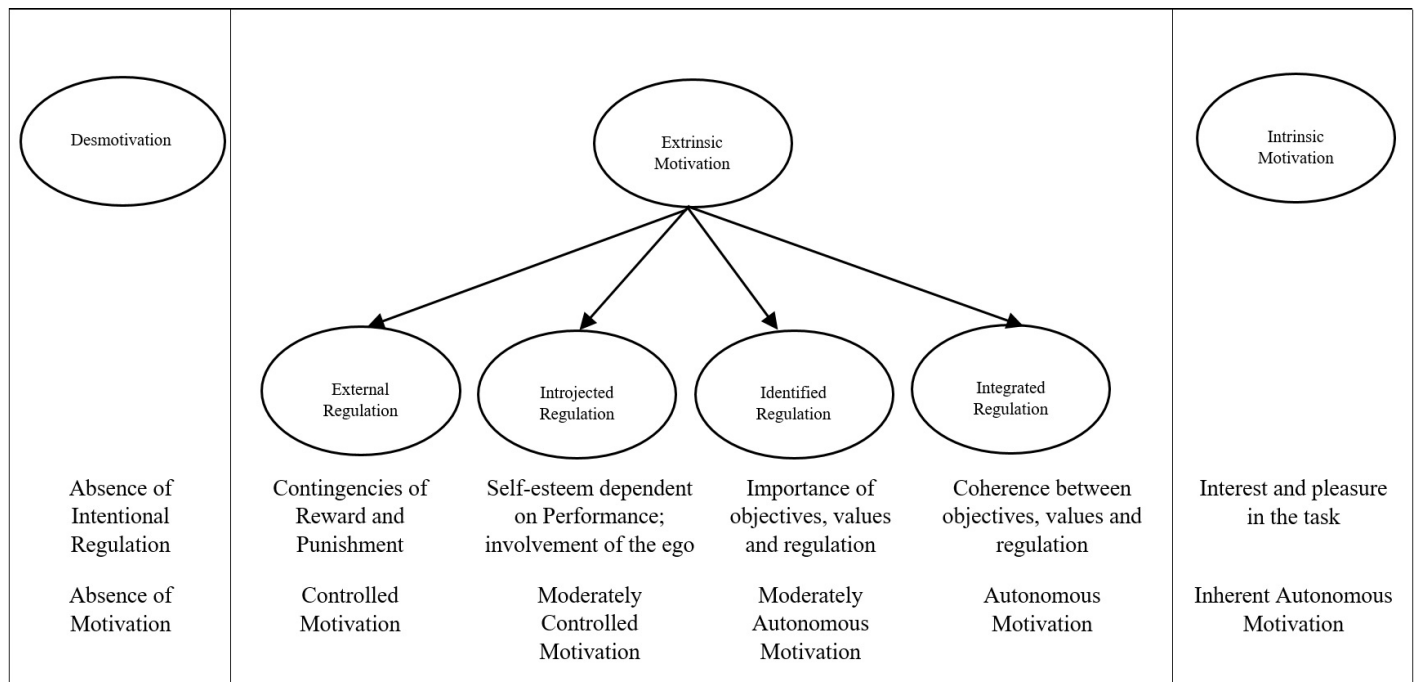 Desmotivation
Extrinsic
Motivation
Intrinsic
Motivation
External
Regulation
Introjected
Regulation
Identified
Regulation
Integrated
Regulation
Absence of
Intentional
Regulation
Contingencies of
Reward and
Punishment
Self-esteem dependent
on Performance;
involvement of the ego
Importance of
objectives, values
and regulation
Coherence between
objectives, values and
regulation
Interest and pleasure
in the task
Absence of
Motivation
Controlled
Motivation
Moderately
Controlled
Motivation
Moderately
Autonomous
Motivation
Autonomous
Motivation
Inherent Autonomous
Motivation